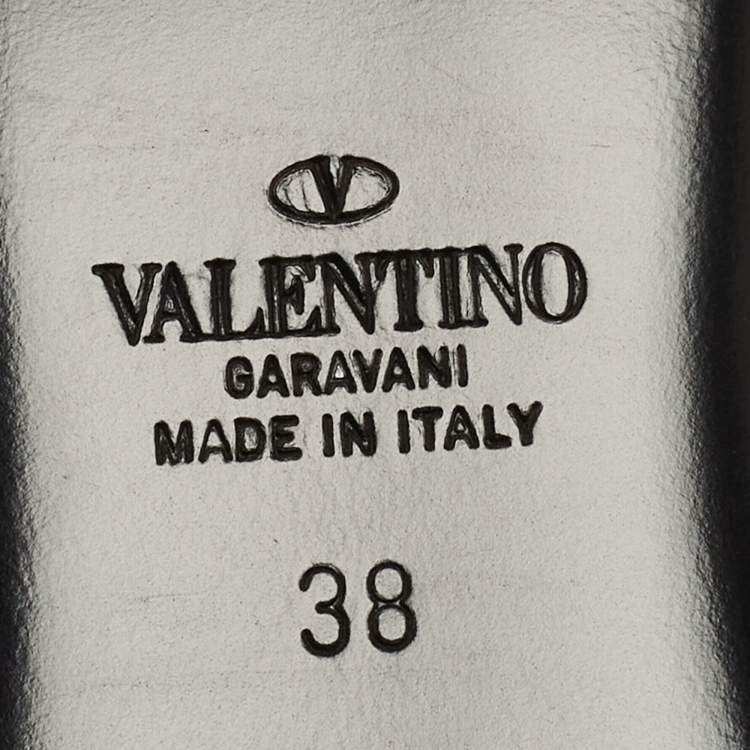 V
VALENTINO
GARAVANI
MADE IN ITALY
38